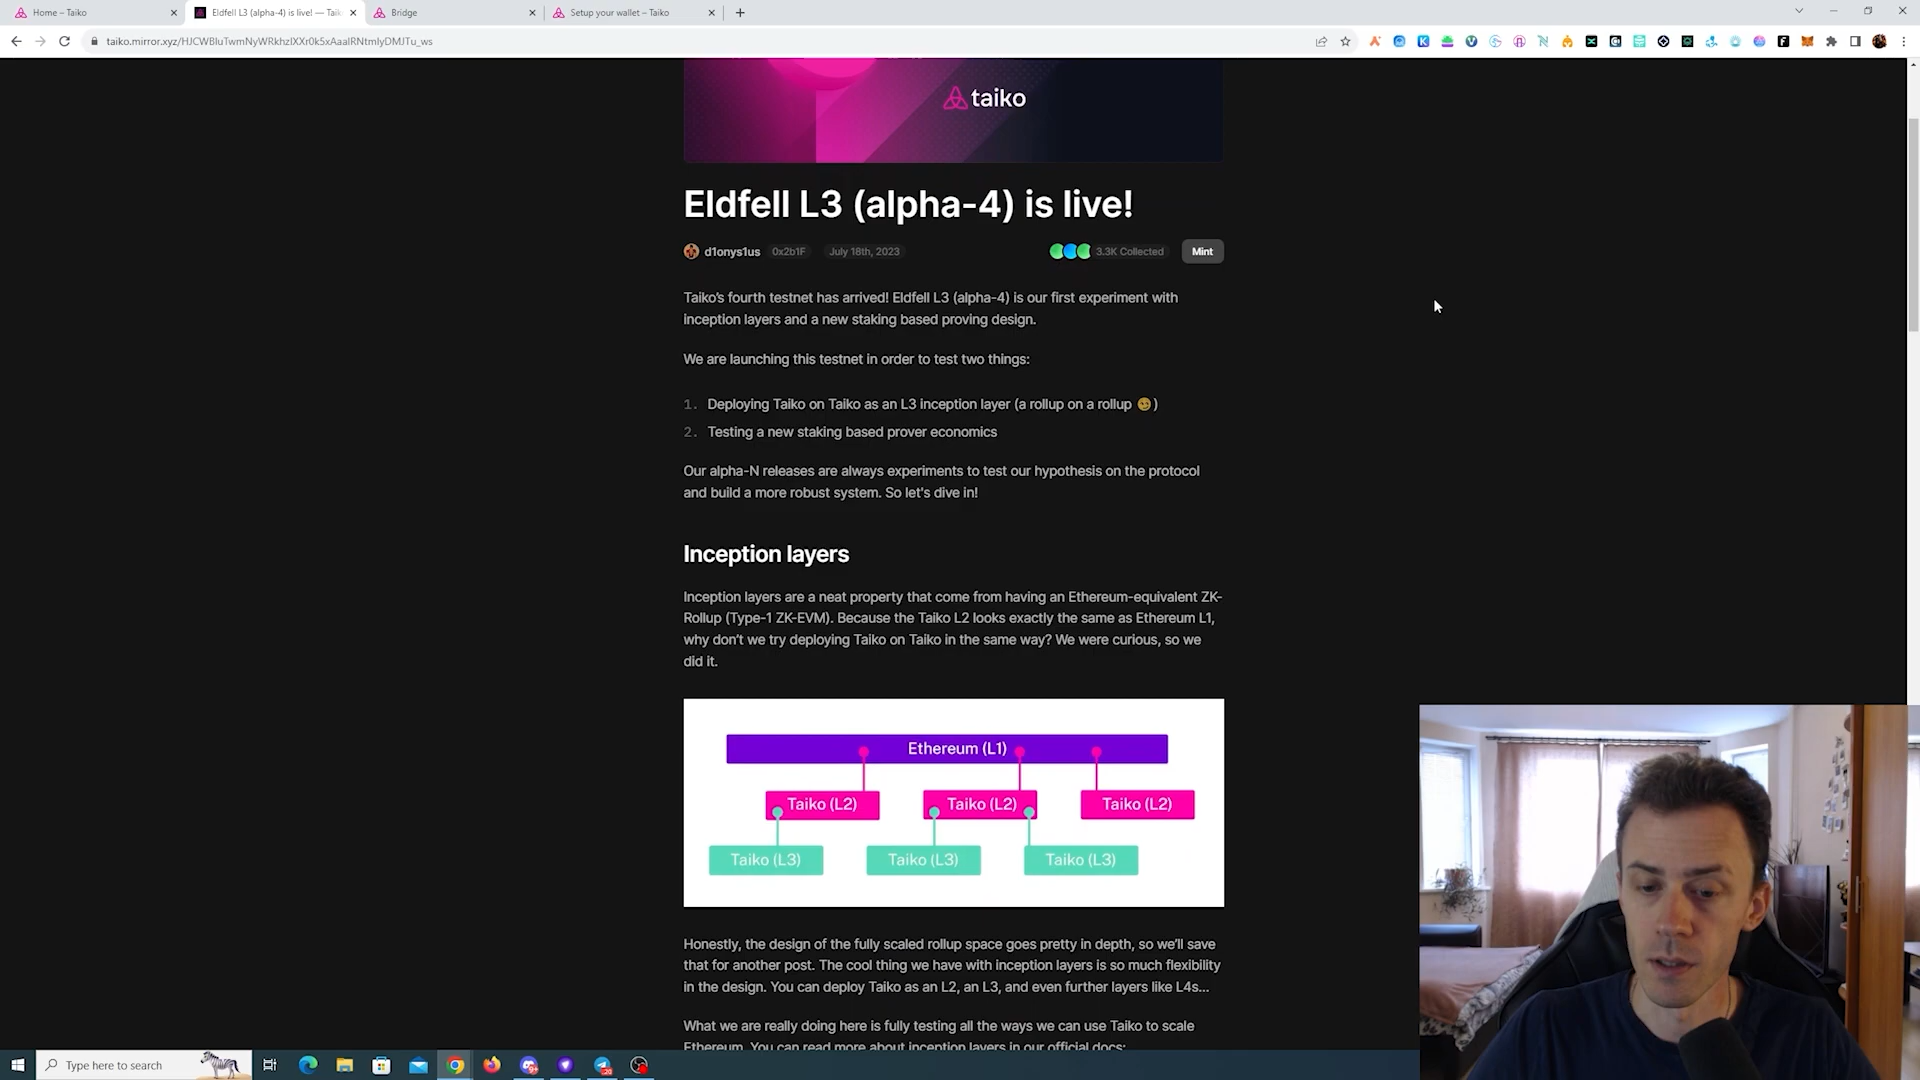 Home – Taiko
Eldfell L3 (alpha-4) is live! — Taik
Bridge
Setup your wallet – Taiko
taiko.mirror.xyz/HJCWBluTwmNyWRkhzlXXr0k5xAaalRNtmlyDMJTu_ws
taiko
Eldfell L3 (alpha-4) is live!
d1onys1us 0x2b1F July 18th, 2023 3.3K Collected Mint
Taiko's fourth testnet has arrived! Eldfell L3 (alpha-4) is our first experiment with
inception layers and a new staking based proving design.
We are launching this testnet in order to test two things:
1. Deploying Taiko on Taiko as an L3 inception layer (a rollup on a rollup 🥹)
2. Testing a new staking based prover economics
Our alpha-N releases are always experiments to test our hypothesis on the protocol
and build a more robust system. So let's dive in!
Inception layers
Inception layers are a neat property that come from having an Ethereum-equivalent ZK-
Rollup (Type-1 ZK-EVM). Because the Taiko L2 looks exactly the same as Ethereum L1,
why don't we try deploying Taiko on Taiko in the same way? We were curious, so we
did it.
Ethereum (L1)
Taiko (L2) Taiko (L2) Taiko (L2)
Taiko (L3) Taiko (L3) Taiko (L3)
Honestly, the design of the fully scaled rollup space goes pretty in depth, so we'll save
that for another post. The cool thing we have with inception layers is so much flexibility
in the design. You can deploy Taiko as an L2, an L3, and even further layers like L4s...
What we are really doing here is fully testing all the ways we can use Taiko to scale
Ethereum. You can read more about inception layers in our official docs:
Type here to search